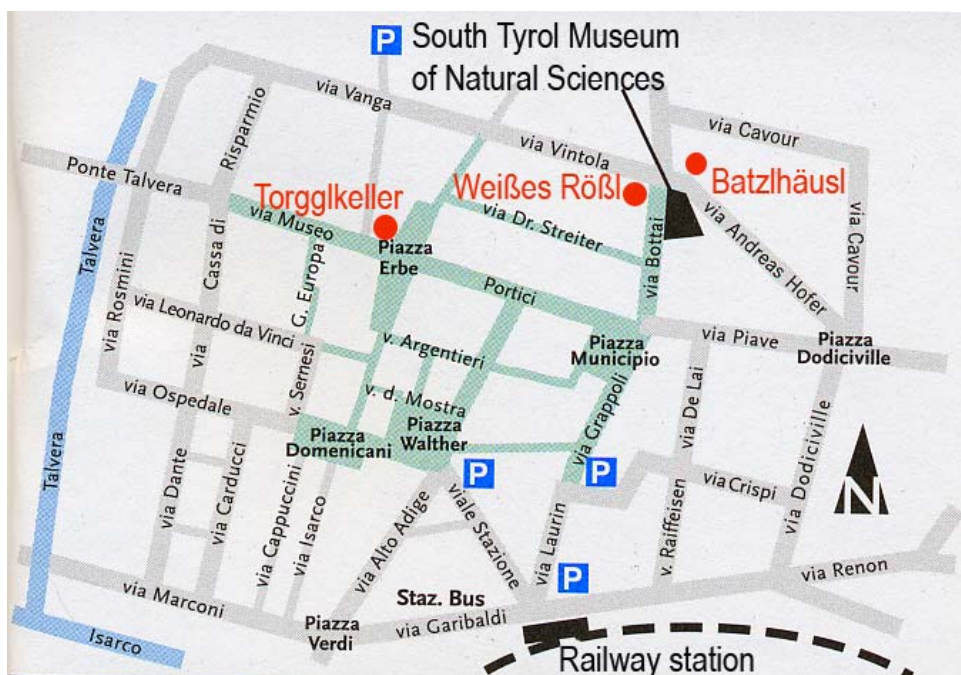 P South Tyrol Museum
of Natural Sciences
via Vanga
Risparmio
via Cavour
via Vintola
Ponte Talvera
Torgglkeller
Weißes Rößl
Batzlhäusl
via Museo
via Dr. Streiter
via Bottai
via Andreas Hofer
via Cavour
Talvera
via Rosmini
Cassa di
G. Europa
Piazza
Erbe
Portici
via Leonardo da Vinci
v. Argentieri
Piazza
Municipio
via Piave
Piazza
Dodiciville
via
v. Sernesi
v. d. Mostra
via Ospedale
Piazza
Domenicani
Piazza
Walther
via Grappoli
via De Lai
P
P
via Dodiciville
Talvera
via Dante
via Carducci
via Cappuccini
via Isarco
via Alto Adige
viale Stazione
via Laurin
v. Raiffeisen
via Crispi
N
P
via Renon
via Marconi
Staz. Bus
via Garibaldi
Piazza
Verdi
Isarco
Railway station